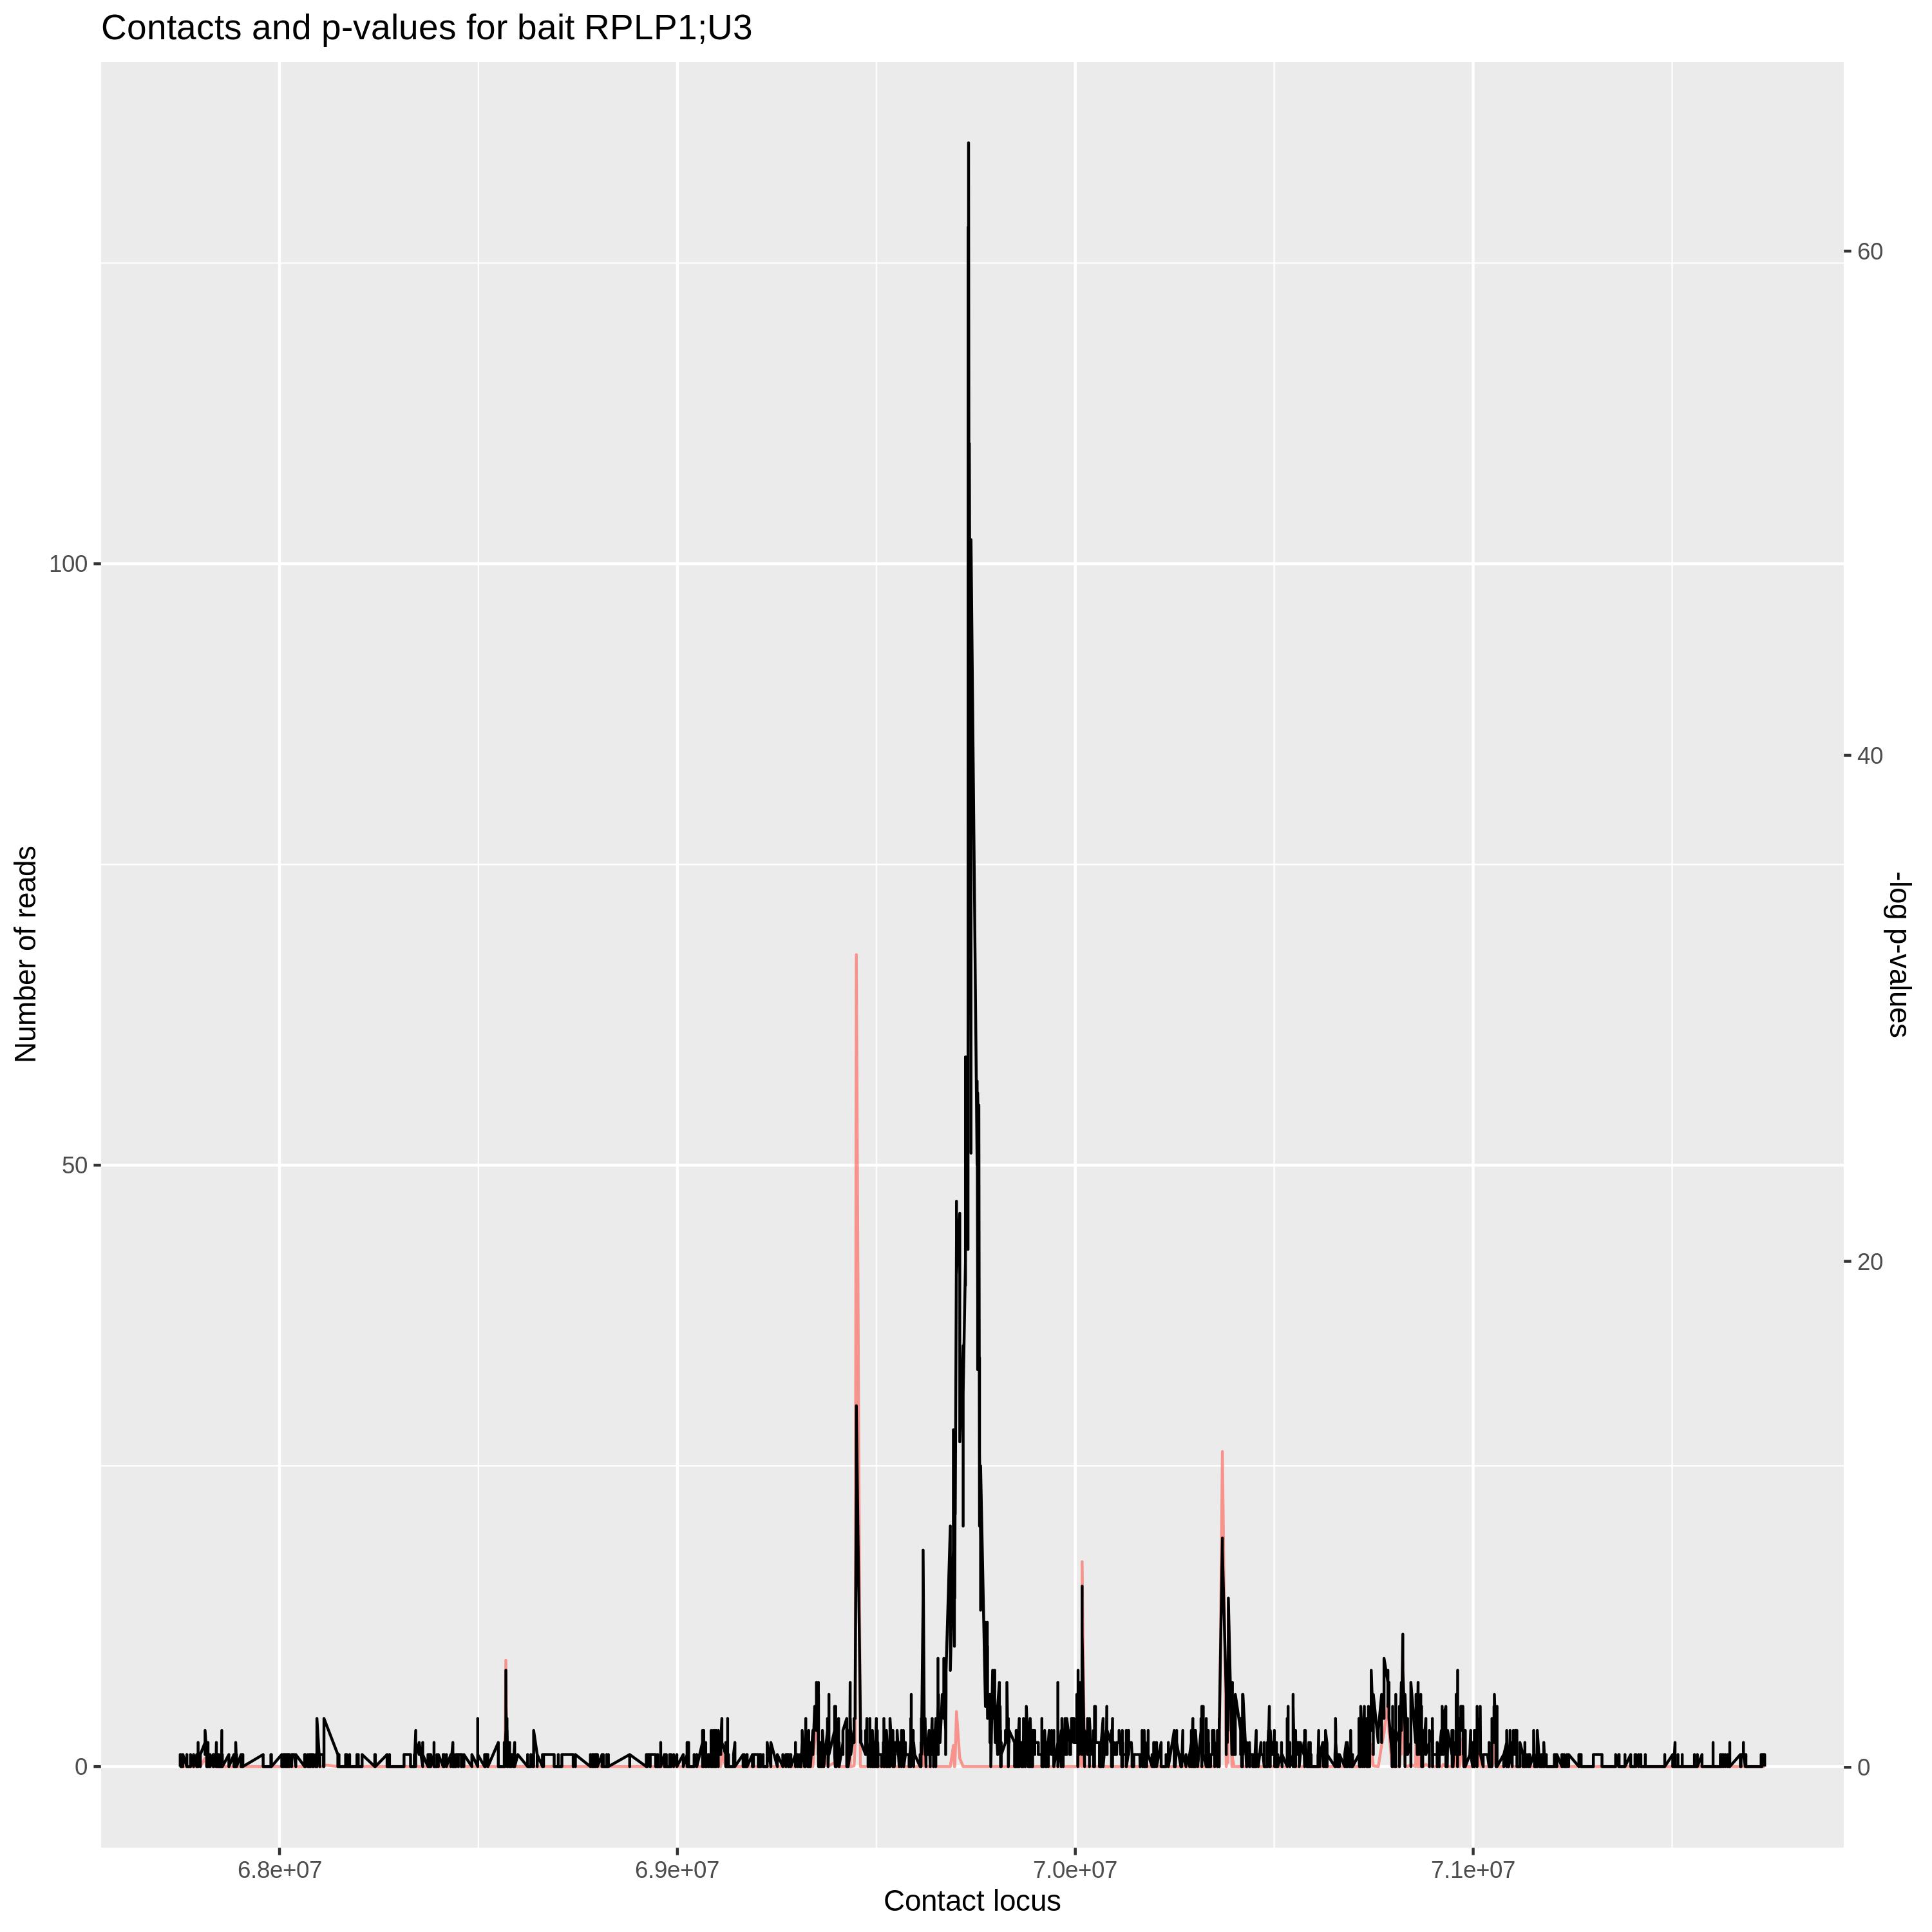 Contacts and p-values for bait RPLP1;U3
Number of reads
100
50
0
60
40
20
0
-log p-values
6.8e+07 6.9e+07 7.0e+07 7.1e+07
Contact locus